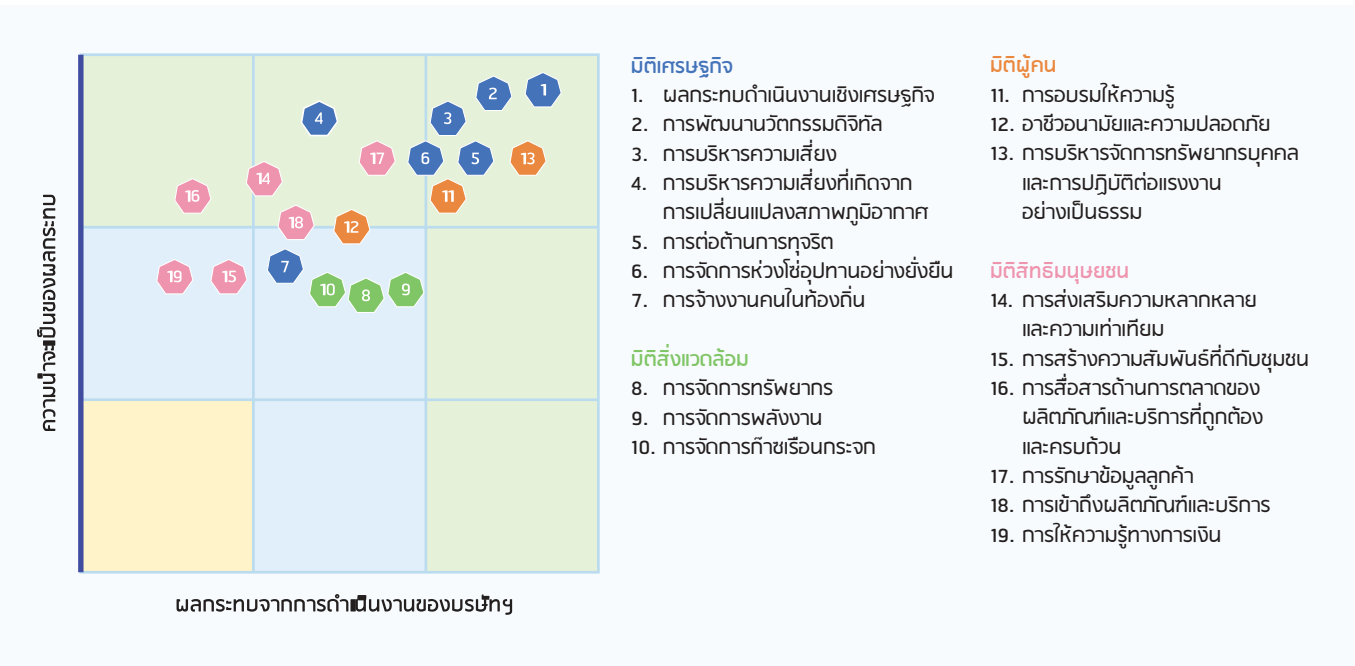 ความน่าจะเป็นของผลกระทบ
1
2
3
4
17
6
5
13
14
16
11
18
12
7
19
15
10
8
9
ผลกระทบจากการดำเนินงานของบริษัทฯ
มิติเศรษฐกิจ
1. ผลกระทบดำเนินงานเชิงเศรษฐกิจ
2. การพัฒนานวัตกรรมดิจิทัล
3. การบริหารความเสี่ยง
4. การบริหารความเสี่ยงที่เกิดจาก
การเปลี่ยนแปลงสภาพภูมิอากาศ
5. การต่อต้านการทุจริต
6. การจัดการห่วงโซ่อุปทานอย่างยั่งยืน
7. การจ้างงานคนในท้องถิ่น
มิติสิ่งแวดล้อม
8. การจัดการทรัพยากร
9. การจัดการพลังงาน
10. การจัดการก๊าซเรือนกระจก
มิติผู้คน
11. การอบรมให้ความรู้
12. อาชีวอนามัยและความปลอดภัย
13. การบริหารจัดการทรัพยากรบุคคล
และการปฏิบัติต่อแรงงาน
อย่างเป็นธรรม
มิติสิทธิมนุษยชน
14. การส่งเสริมความหลากหลาย
และความเท่าเทียม
15. การสร้างความสัมพันธ์ที่ดีกับชุมชน
16. การสื่อสารด้านการตลาดของ
ผลิตภัณฑ์และบริการที่ถูกต้อง
และครบถ้วน
17. การรักษาข้อมูลลูกค้า
18. การเข้าถึงผลิตภัณฑ์และบริการ
19. การให้ความรู้ทางการเงิน